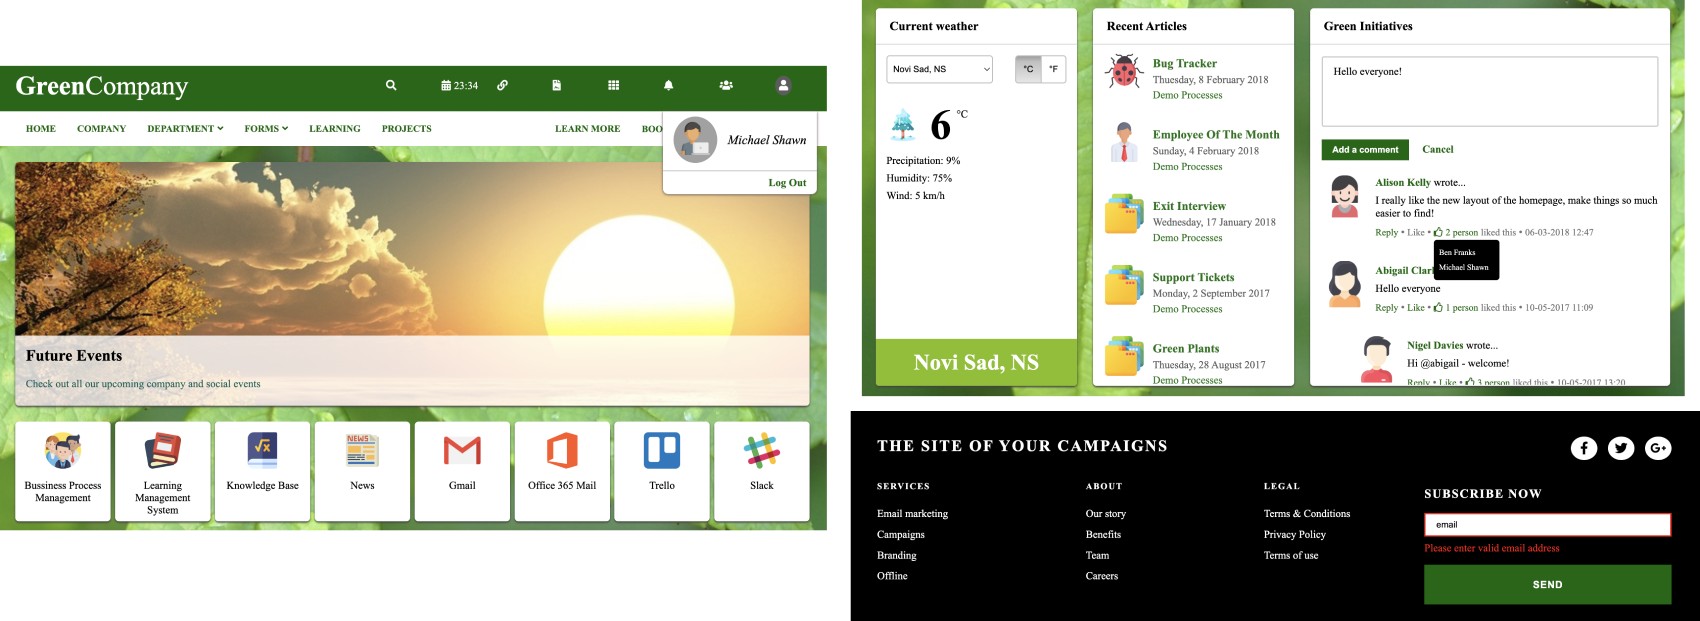 GreenCompany
23:34
HOME COMPANY DEPARTMENT FORMS LEARNING PROJECTS LEARN MORE BOO
Michael Shawn
Log Out
Future Events
Check out all our upcoming company and social events
Bussiness Process
Management
Learning
Management
System
Knowledge Base
NEWS
News
Gmail
Office 365 Mail
Trello
Slack
Current weather
Novi Sad, NS
°C °F
6 °C
Precipitation: 9%
Humidity: 75%
Wind: 5 km/h
Novi Sad, NS
Recent Articles
Bug Tracker
Thuesday, 8 February 2018
Demo Processes
Employee Of The Month
Sunday, 4 February 2018
Demo Processes
Exit Interview
Wednesday, 17 January 2018
Demo Processes
Support Tickets
Monday, 2 September 2017
Demo Processes
Green Plants
Thuesday, 28 August 2017
Demo Processes
Green Initiatives
Hello everyone!
Add a comment Cancel
Alison Kelly wrote...
I really like the new layout of the homepage, make things so much
easier to find!
Reply • Like • 2 person liked this • 06-03-2018 12:47
Ben Franks
Michael Shawn
Abigail Clar
Hello everyone
Reply • Like • 1 person liked this • 10-05-2017 11:09
Nigel Davies wrote...
Hi @abigail - welcome!
Reply • Like • 3 person liked this • 10-05-2017 13:20
THE SITE OF YOUR CAMPAIGNS
SERVICES
Email marketing
Campaigns
Branding
Offline
ABOUT
Our story
Benefits
Team
Careers
LEGAL
Terms & Conditions
Privacy Policy
Terms of use
SUBSCRIBE NOW
email
Please enter valid email address
SEND